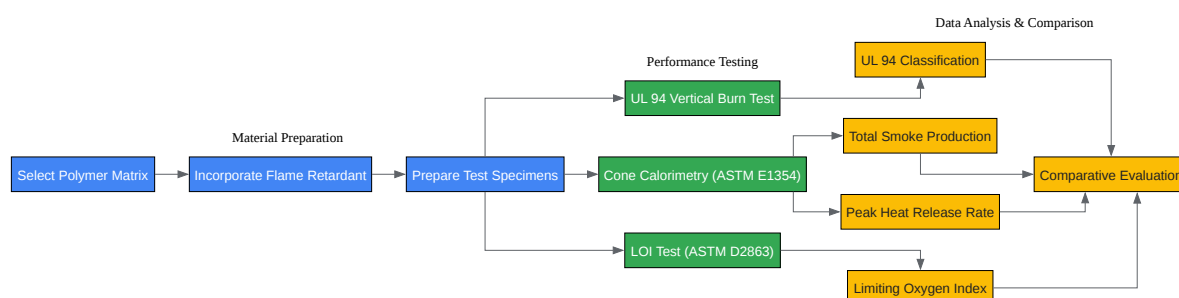 Data Analysis & Comparison
UL 94 Classification
Performance Testing
UL 94 Vertical Burn Test
Material Preparation
Total Smoke Production
Select Polymer Matrix
Incorporate Flame Retardant
Prepare Test Specimens
Cone Calorimetry (ASTM E1354)
Comparative Evaluation
Peak Heat Release Rate
LOI Test (ASTM D2863)
Limiting Oxygen Index